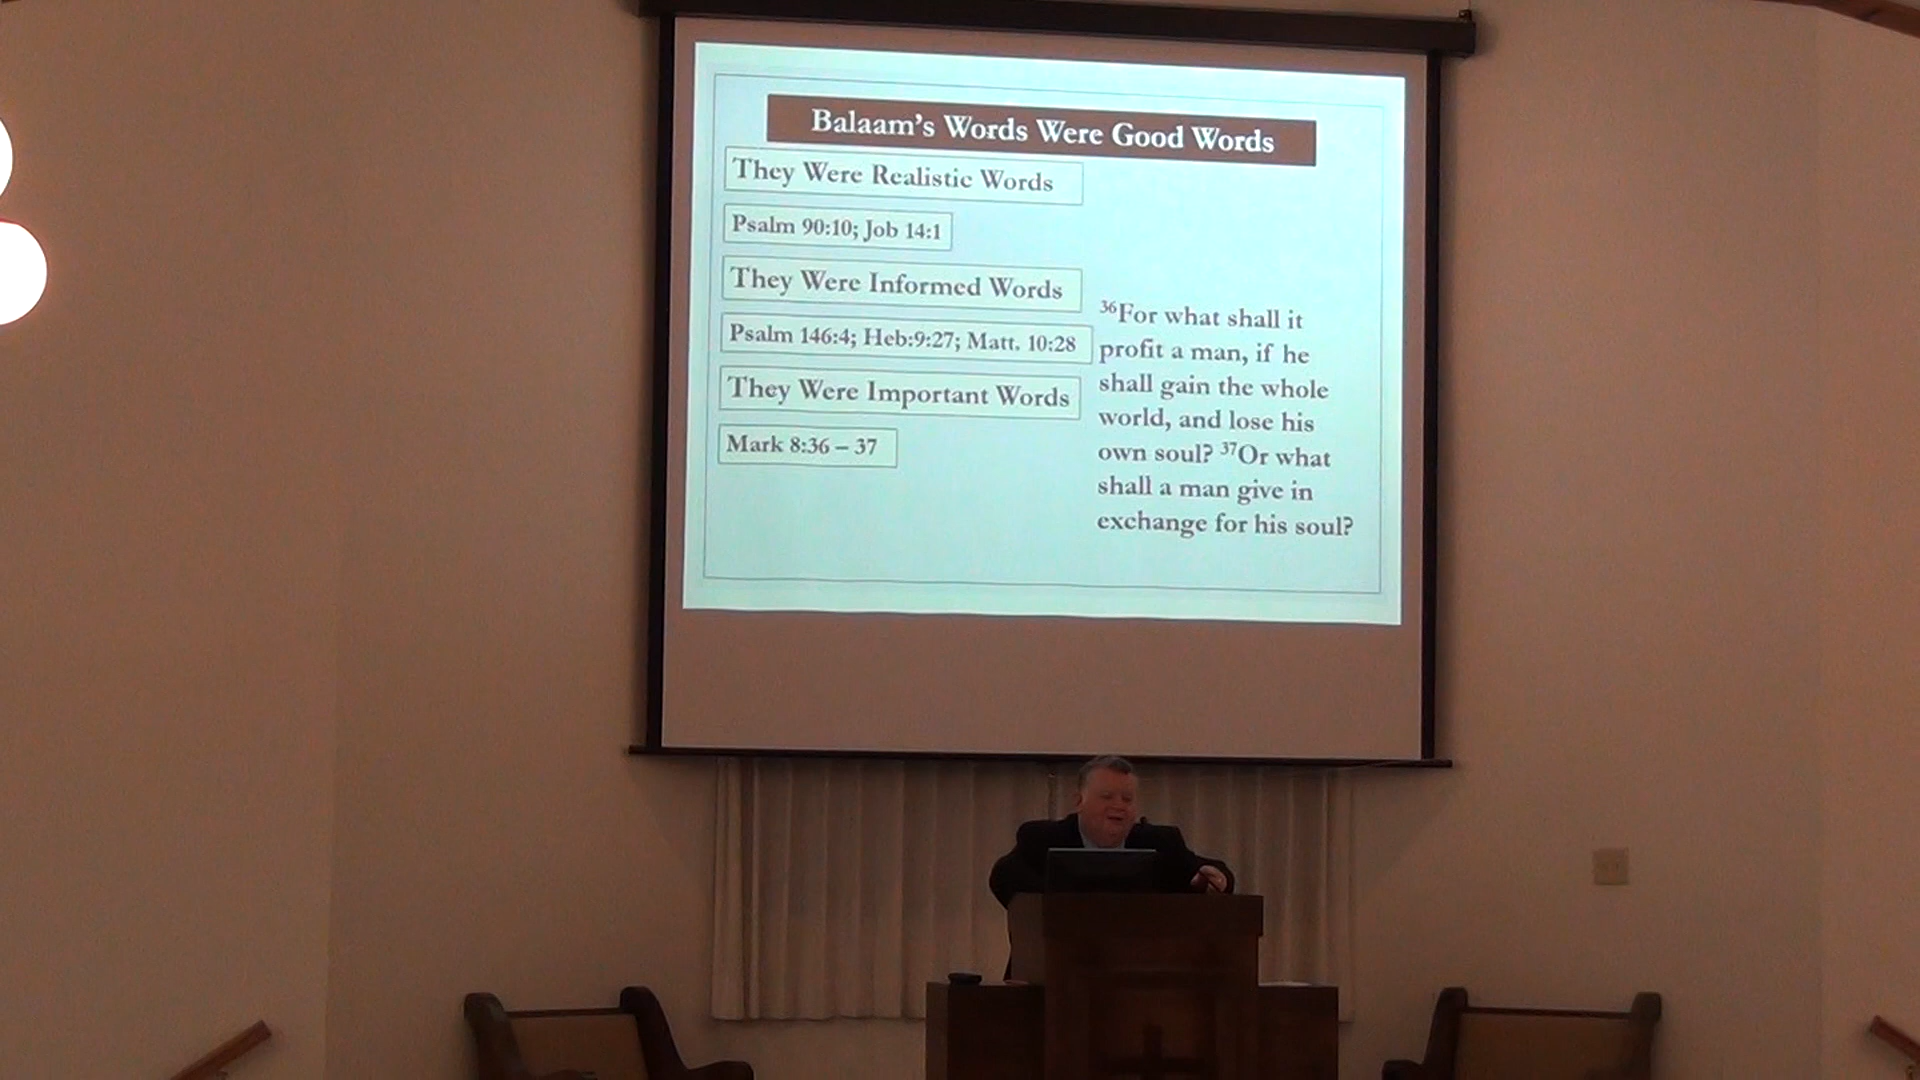 Balaam's Words Were Good Words
They Were Realistic Words
Psalm 90:10; Job 14:1
They Were Informed Words
Psalm 146:4; Heb:9:27; Matt. 10:28
They Were Important Words
Mark 8:36 – 37
36For what shall it
profit a man, if he
shall gain the whole
world, and lose his
own soul? 37Or what
shall a man give in
exchange for his soul?